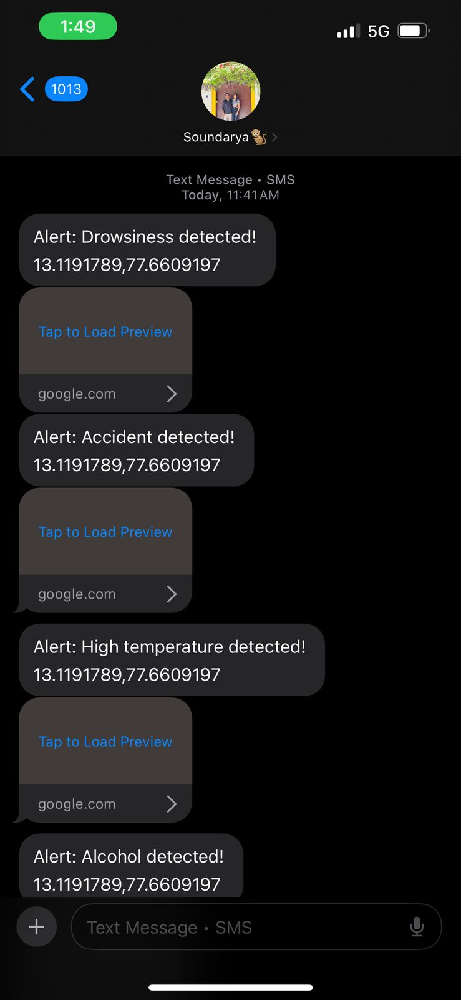 1:49
5G
1013
Soundarya
Text Message • SMS
Today, 11:41 AM
Alert: Drowsiness detected!
13.1191789,77.6609197
Tap to Load Preview
google.com
Alert: Accident detected!
13.1191789,77.6609197
Tap to Load Preview
google.com
Alert: High temperature detected!
13.1191789,77.6609197
Tap to Load Preview
google.com
Alert: Alcohol detected!
13.1191789,77.6609197
Text Message • SMS